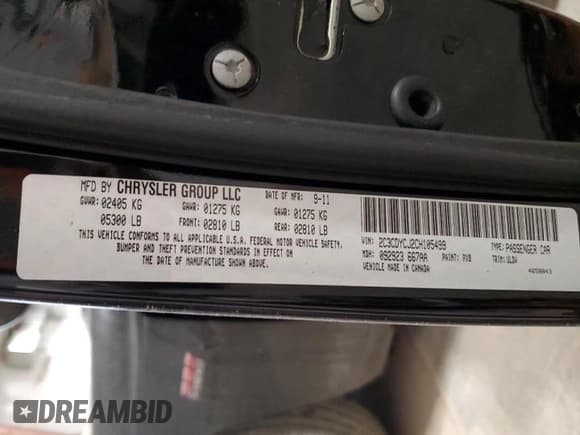 MFD BY CHRYSLER GROUP LLC DATE OF MFR: 9-11
GVWR: 02405 KG GAWR: 01275 KG GAWR: 01275 KG
05300 LB FRONT: 02810 LB REAR: 02810 LB
THIS VEHICLE CONFORMS TO ALL APPLICABLE U.S.A. FEDERAL MOTOR VEHICLE SAFETY,
BUMPER AND THEFT PREVENTION STANDARDS IN EFFECT ON
THE DATE OF MANUFACTURE SHOWN ABOVE.
VIN: 2C3CDYCJ2CH105499 TYPE: PASSENGER CAR
MDH: 092923 667AA PAINT: PXB TRIM: ULDV
VEHICLE MADE IN CANADA
4658843
DREAMBID